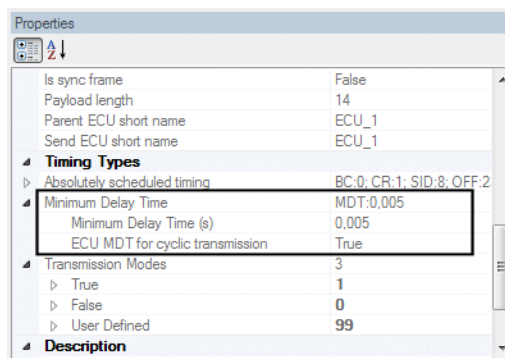 Properties
Is sync frame False
Payload length 14
Parent ECU short name ECU_1
Send ECU short name ECU_1
Timing Types
Absolutely scheduled timing BC:0; CR:1; SID:8; OFF:2
Minimum Delay Time MDT:0,005
Minimum Delay Time (s) 0,005
ECU MDT for cyclic transmission True
Transmission Modes 3
True 1
False 0
User Defined 99
Description